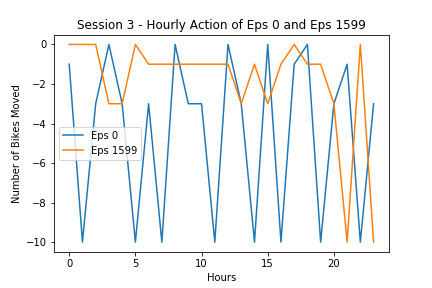 Session 3 - Hourly Action of Eps 0 and Eps 1599
Number of Bikes Moved
0
−2
−4
−6
−8
−10
Eps 0
Eps 1599
0
5
10
15
20
Hours